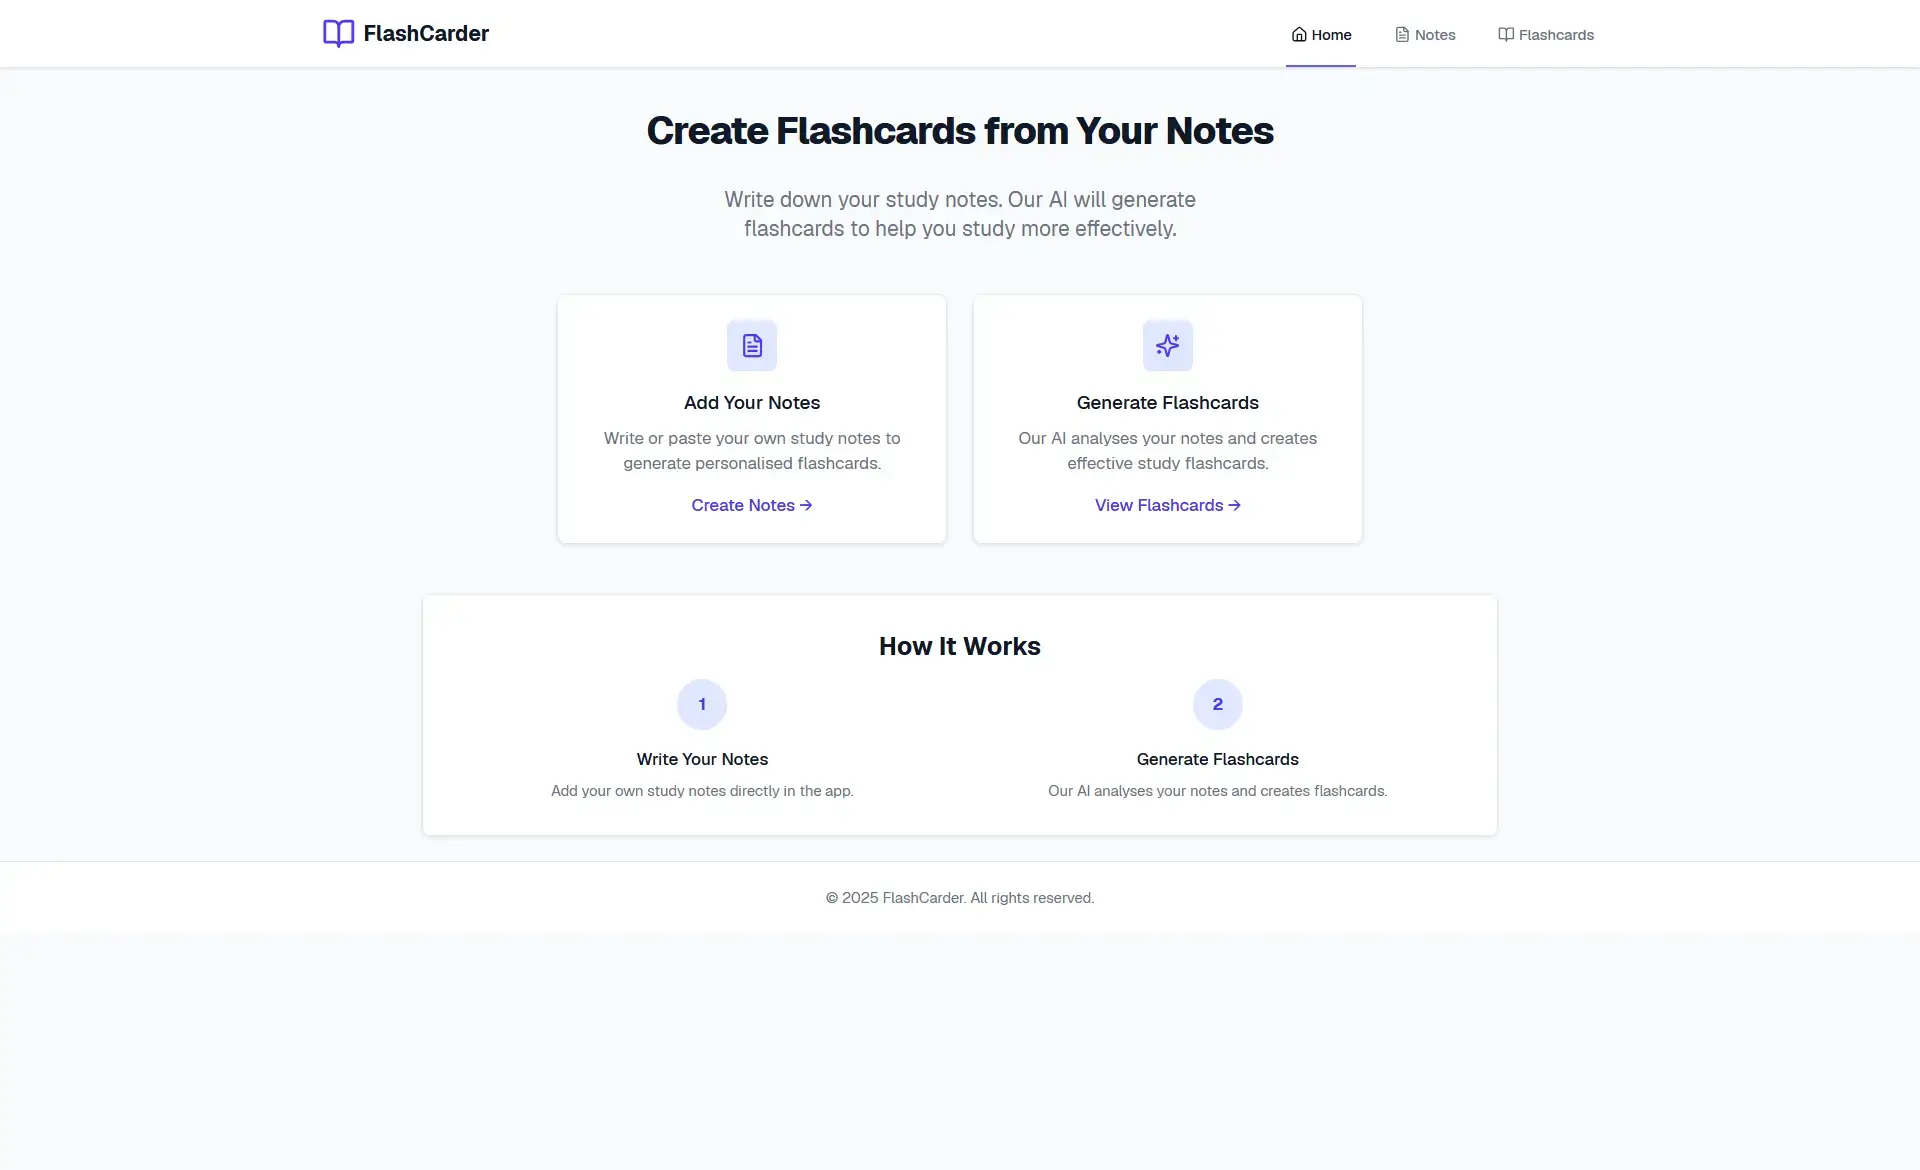 FlashCarder
Home
Notes
Flashcards
Create Flashcards from Your Notes
Write down your study notes. Our AI will generate
flashcards to help you study more effectively.
Add Your Notes
Write or paste your own study notes to
generate personalised flashcards.
Create Notes →
Generate Flashcards
Our AI analyses your notes and creates
effective study flashcards.
View Flashcards →
How It Works
1
Write Your Notes
Add your own study notes directly in the app.
2
Generate Flashcards
Our AI analyses your notes and creates flashcards.
© 2025 FlashCarder. All rights reserved.